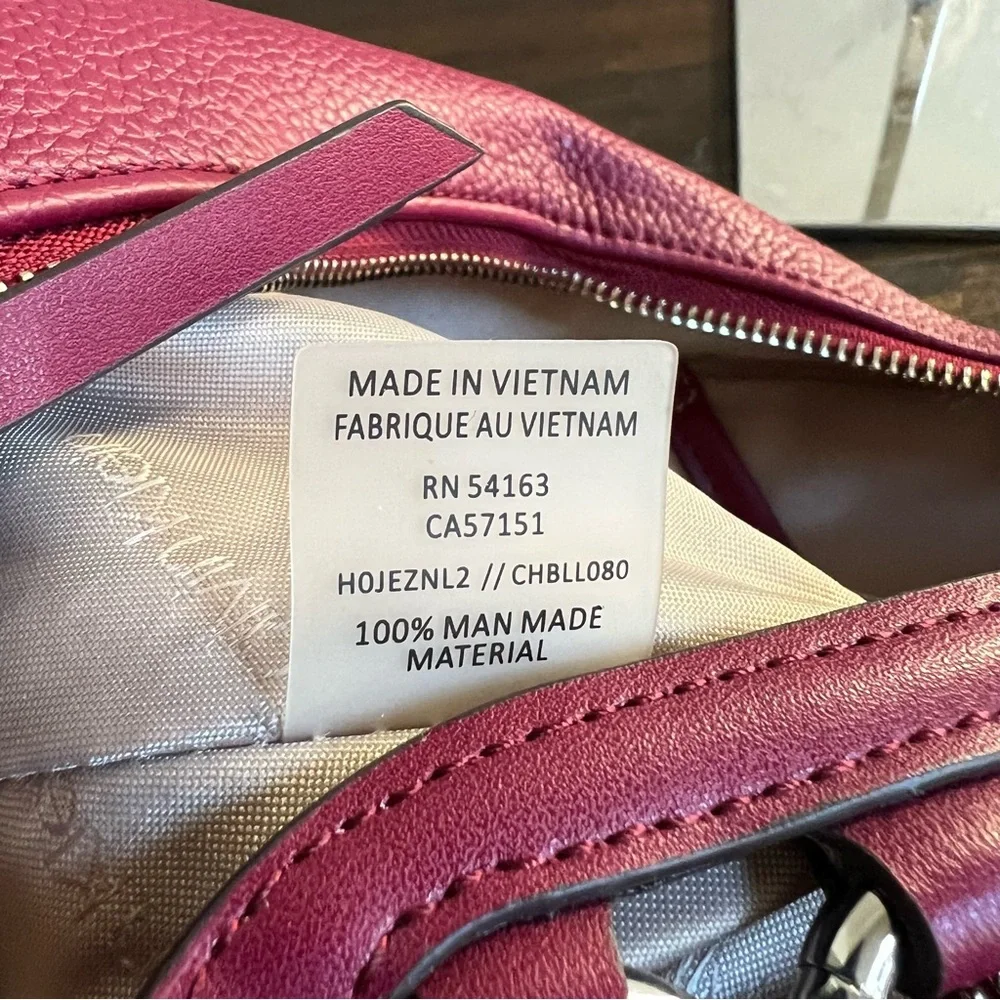 MADE IN VIETNAM
FABRIQUE AU VIETNAM
RN 54163
CA57151
H0JEZNL2 // CHBLL080
100% MAN MADE
MATERIAL